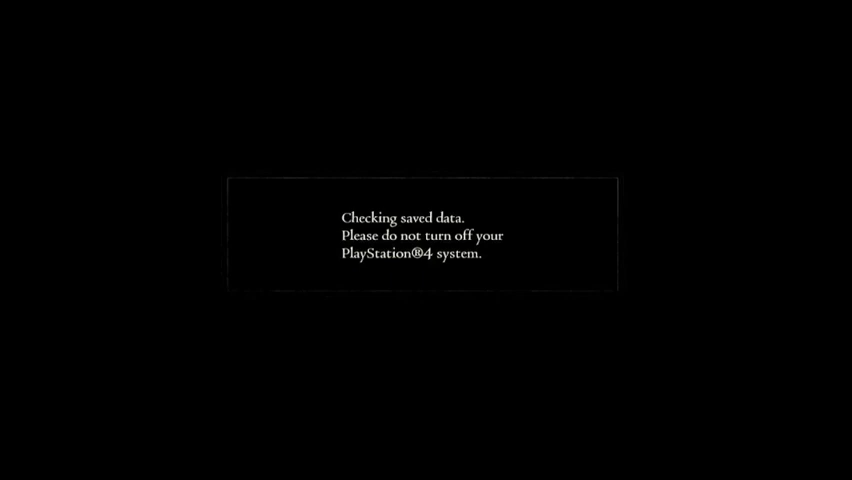 Checking saved data.
Please do not turn off your
PlayStation®4 system.